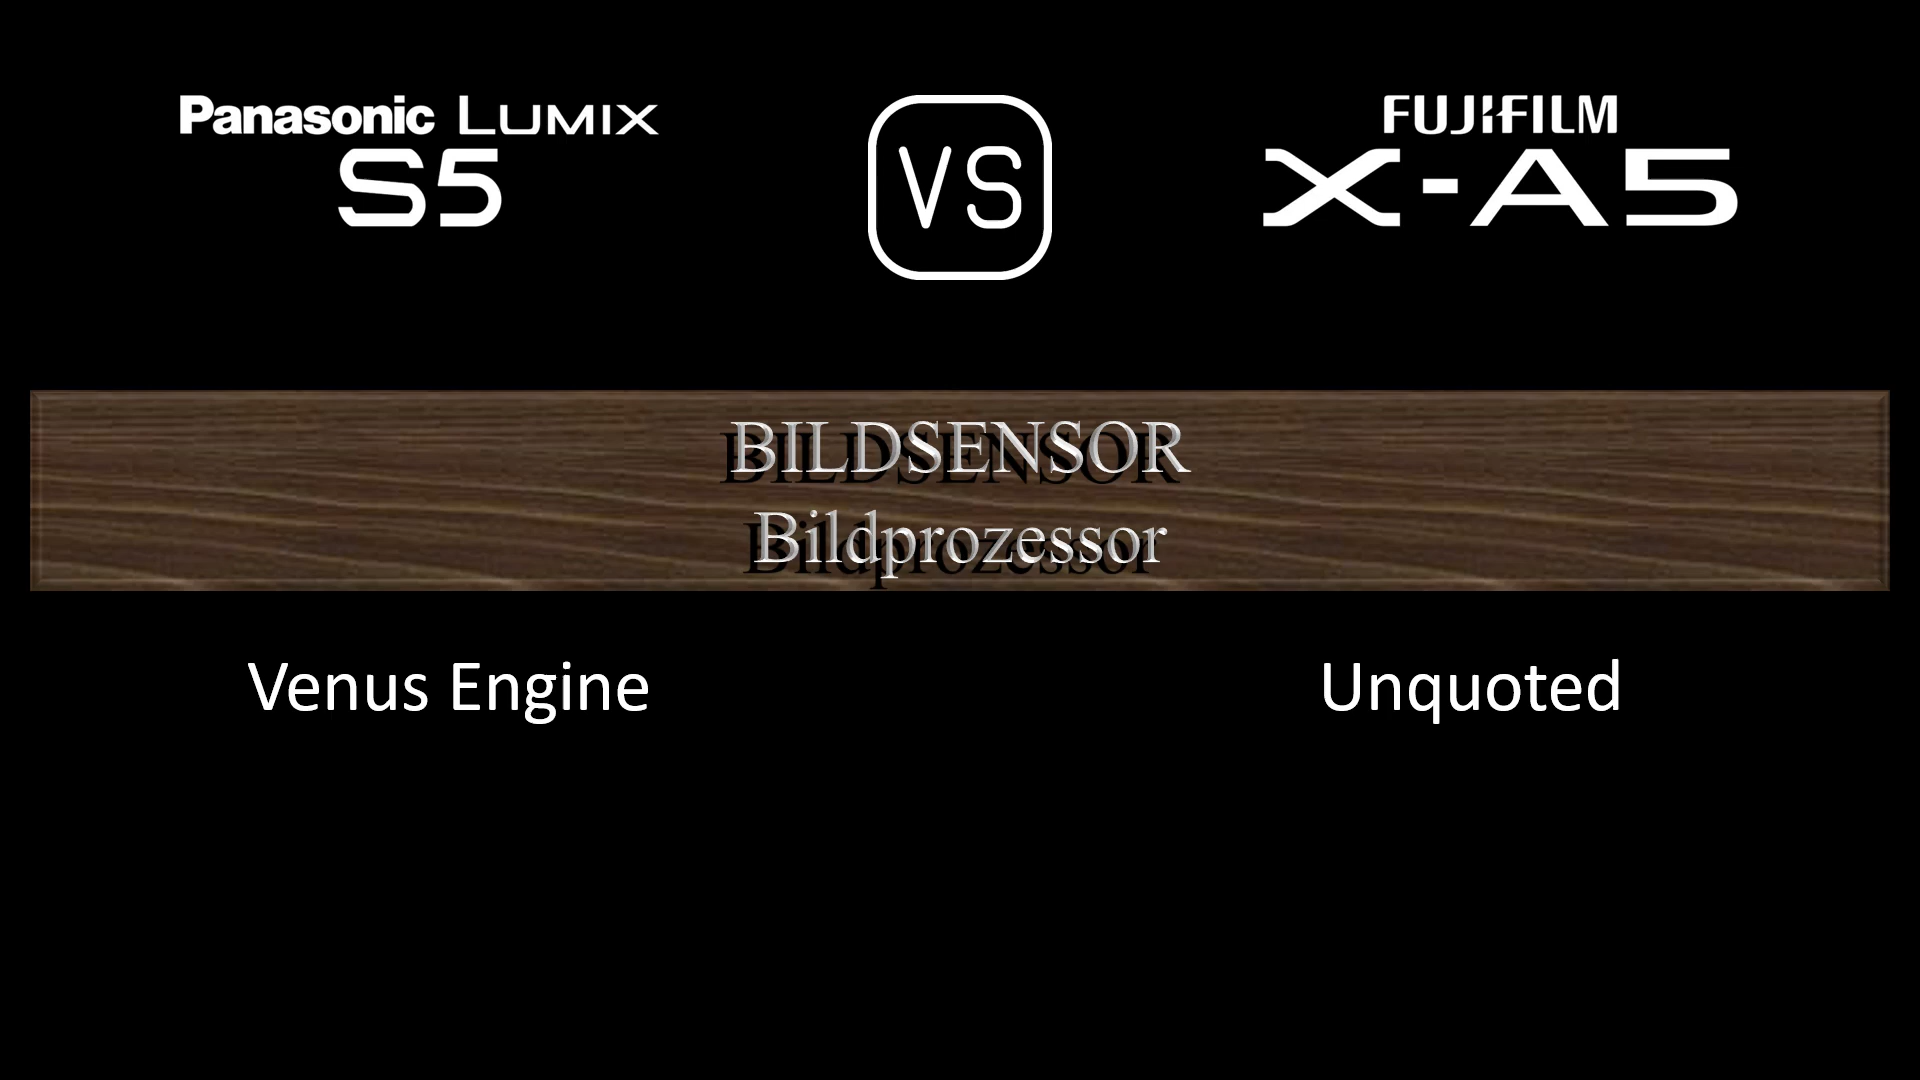 Panasonic LUMIX
S5
VS
FUJIFILM
X-A5
BILDSENSOR
Bildprozessor
Venus Engine
Unquoted